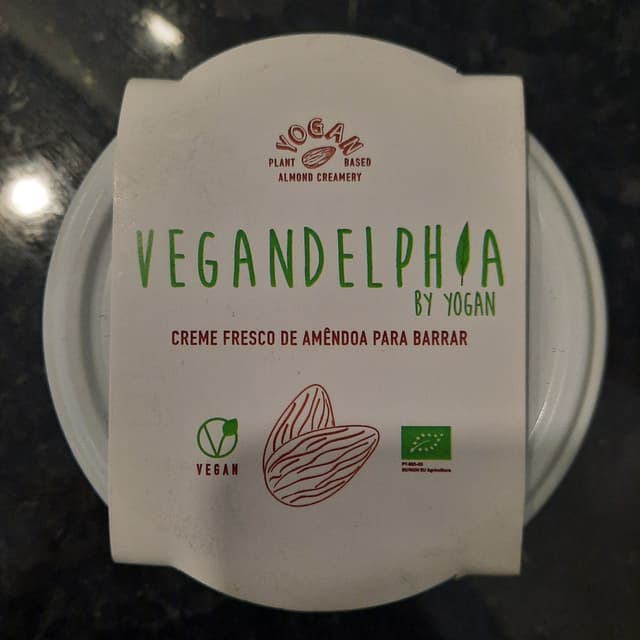 YOGAN
PLANT BASED
ALMOND CREAMERY
VEGANDELPHIA
BY YOGAN
CREME FRESCO DE AMÊNDOA PARA BARRAR
VEGAN